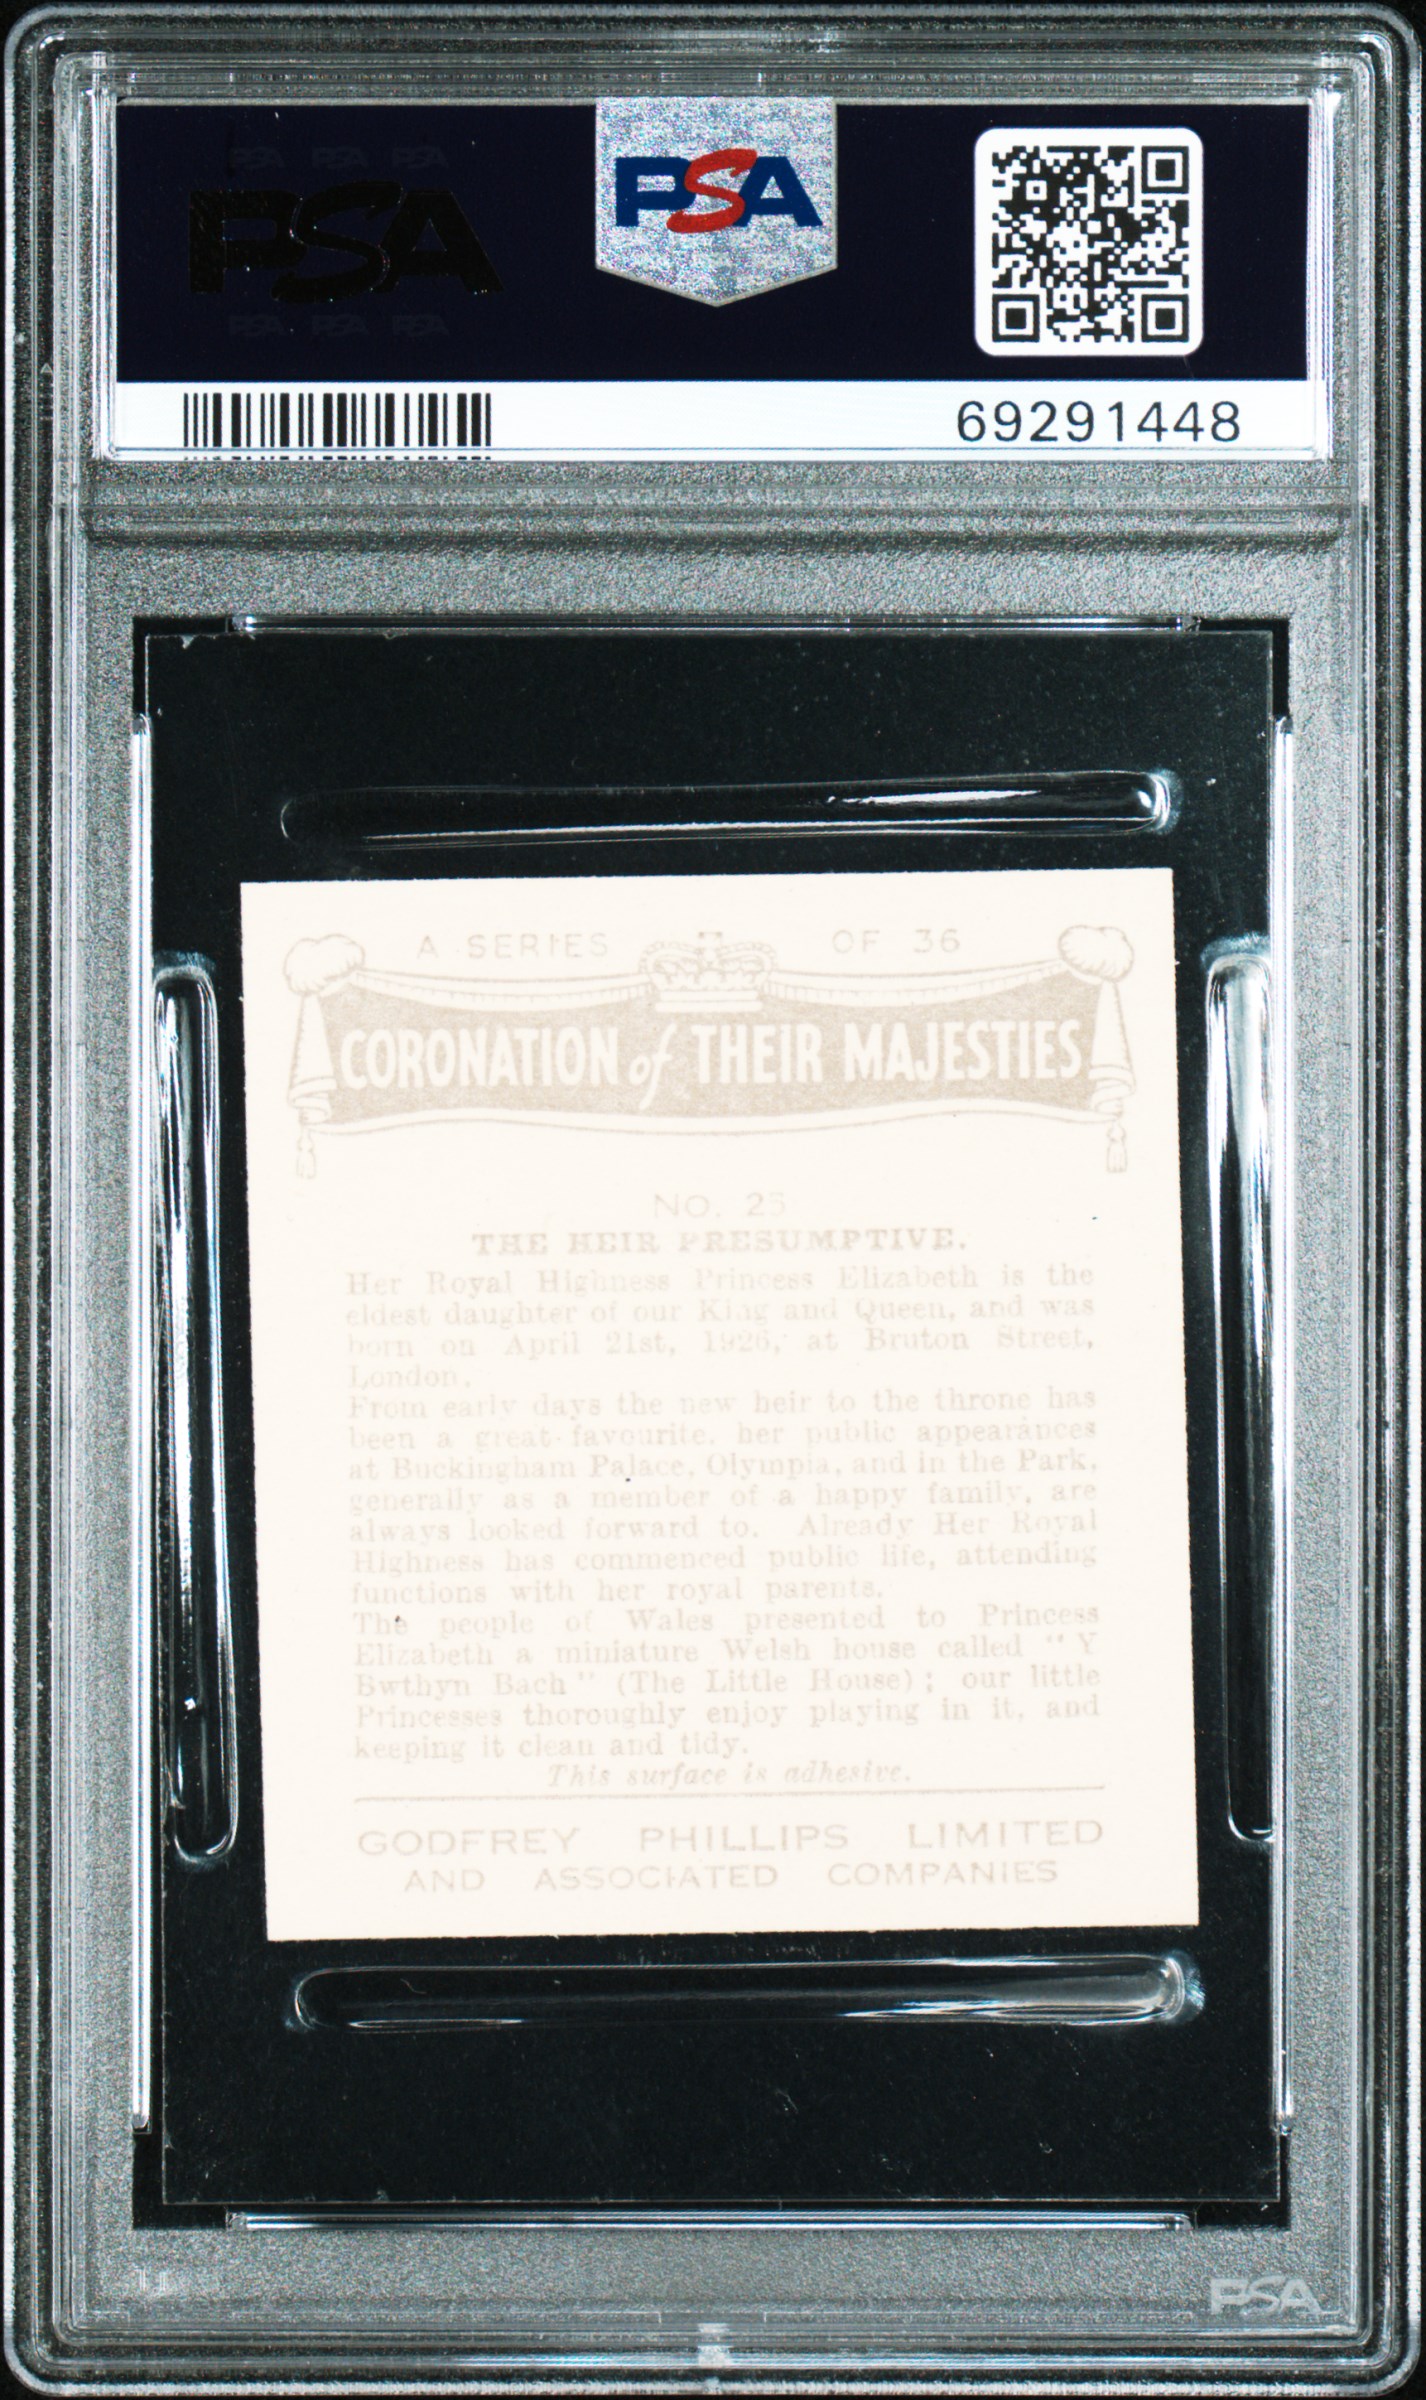 PSA PSA PSA
PSA
PSA PSA PSA
PSA
69291448
A SERIES OF 36
CORONATION of THEIR MAJESTIES
NO. 25
THE HEIR PRESUMPTIVE.
Her Royal Highness Princess Elizabeth is the
eldest daughter of our King and Queen, and was
born on April 21st, 1926, at Bruton Street,
London.
From early days the new heir to the throne has
been a great favourite, her public appearances
at Buckingham Palace, Olympia, and in the Park,
generally as a member of a happy family, are
always looked forward to. Already Her Royal
Highness has commenced public life, attending
functions with her royal parents.
The people of Wales presented to Princess
Elizabeth a miniature Welsh house called "Y
Bwthyn Bach" (The Little House); our little
Princesses thoroughly enjoy playing in it, and
keeping it clean and tidy.
This surface is adhesive.
GODFREY PHILLIPS LIMITED
AND ASSOCIATED COMPANIES
PSA